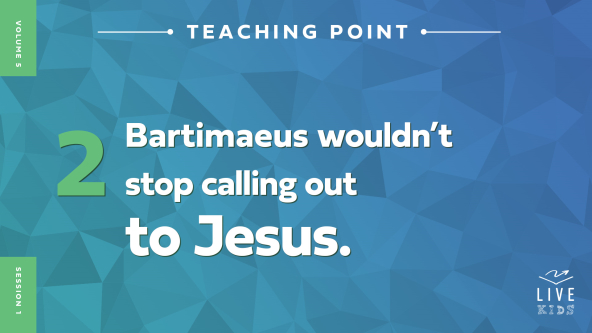 VOLUME 5
TEACHING POINT
2
Bartimaeus wouldn't
stop calling out
to Jesus.
SESSION 1
LIVE
KIDS